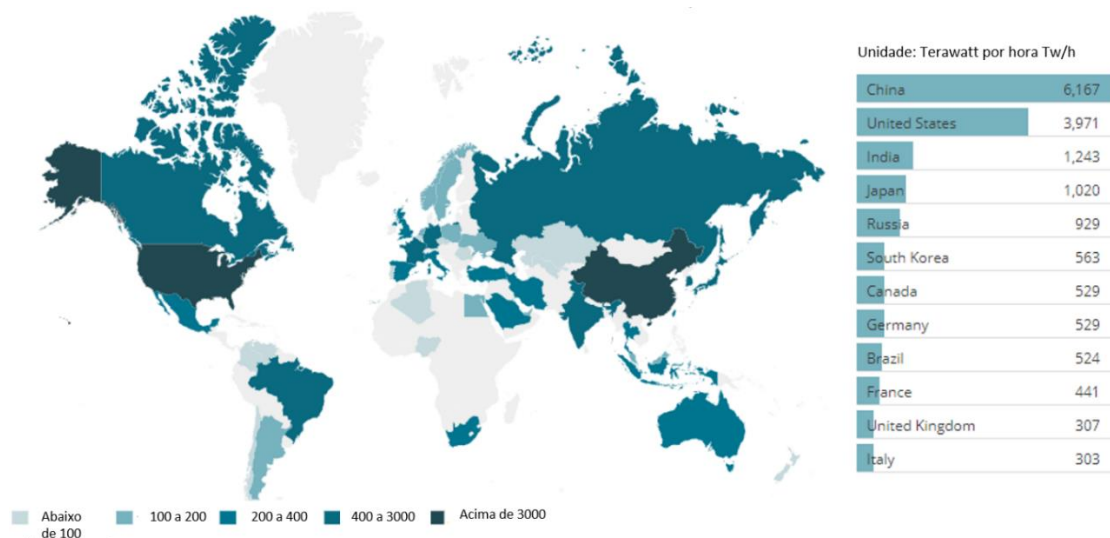 Unidade: Terawatt por hora Tw/h
China 6,167
United States 3,971
India 1,243
Japan 1,020
Russia 929
South Korea 563
Canada 529
Germany 529
Brazil 524
France 441
United Kingdom 307
Italy 303
Abaixo de 100
100 a 200
200 a 400
400 a 3000
Acima de 3000